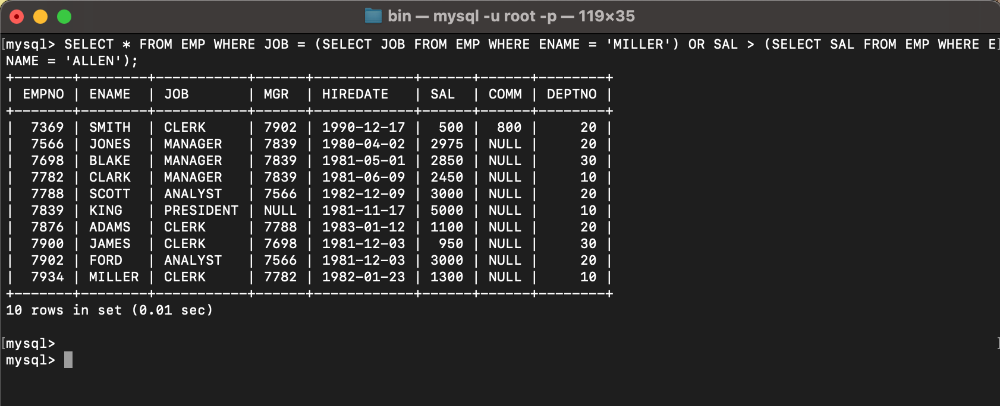 bin — mysql -u root -p — 119×35
[mysql> SELECT * FROM EMP WHERE JOB = (SELECT JOB FROM EMP WHERE ENAME = 'MILLER') OR SAL > (SELECT SAL FROM EMP WHERE E]
NAME = 'ALLEN');
+-------+--------+-----------+------+------------+------+------+--------+
| EMPNO | ENAME  | JOB       | MGR  | HIREDATE   | SAL  | COMM | DEPTNO |
+-------+--------+-----------+------+------------+------+------+--------+
|  7369 | SMITH  | CLERK     | 7902 | 1990-12-17 |  500 |  800 |     20 |
|  7566 | JONES  | MANAGER   | 7839 | 1980-04-02 | 2975 | NULL |     20 |
|  7698 | BLAKE  | MANAGER   | 7839 | 1981-05-01 | 2850 | NULL |     30 |
|  7782 | CLARK  | MANAGER   | 7839 | 1981-06-09 | 2450 | NULL |     10 |
|  7788 | SCOTT  | ANALYST   | 7566 | 1982-12-09 | 3000 | NULL |     20 |
|  7839 | KING   | PRESIDENT | NULL | 1981-11-17 | 5000 | NULL |     10 |
|  7876 | ADAMS  | CLERK     | 7788 | 1983-01-12 | 1100 | NULL |     20 |
|  7900 | JAMES  | CLERK     | 7698 | 1981-12-03 |  950 | NULL |     30 |
|  7902 | FORD   | ANALYST   | 7566 | 1981-12-03 | 3000 | NULL |     20 |
|  7934 | MILLER | CLERK     | 7782 | 1982-01-23 | 1300 | NULL |     10 |
+-------+--------+-----------+------+------------+------+------+--------+
10 rows in set (0.01 sec)
[mysql> ]
mysql>